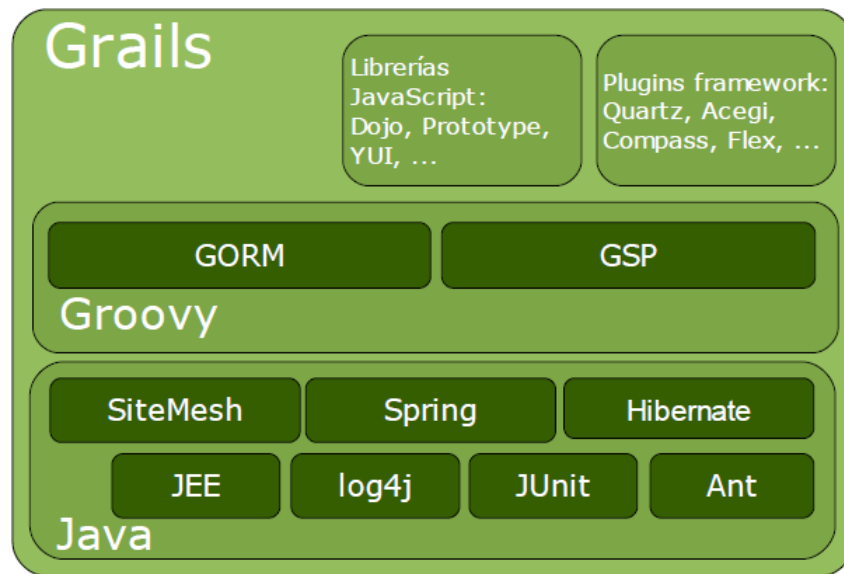 Grails
Librerías
JavaScript:
Dojo, Prototype,
YUI, ...
Plugins framework:
Quartz, Acegi,
Compass, Flex, ...
GORM
GSP
Groovy
SiteMesh
Spring
Hibernate
JEE
log4j
JUnit
Ant
Java